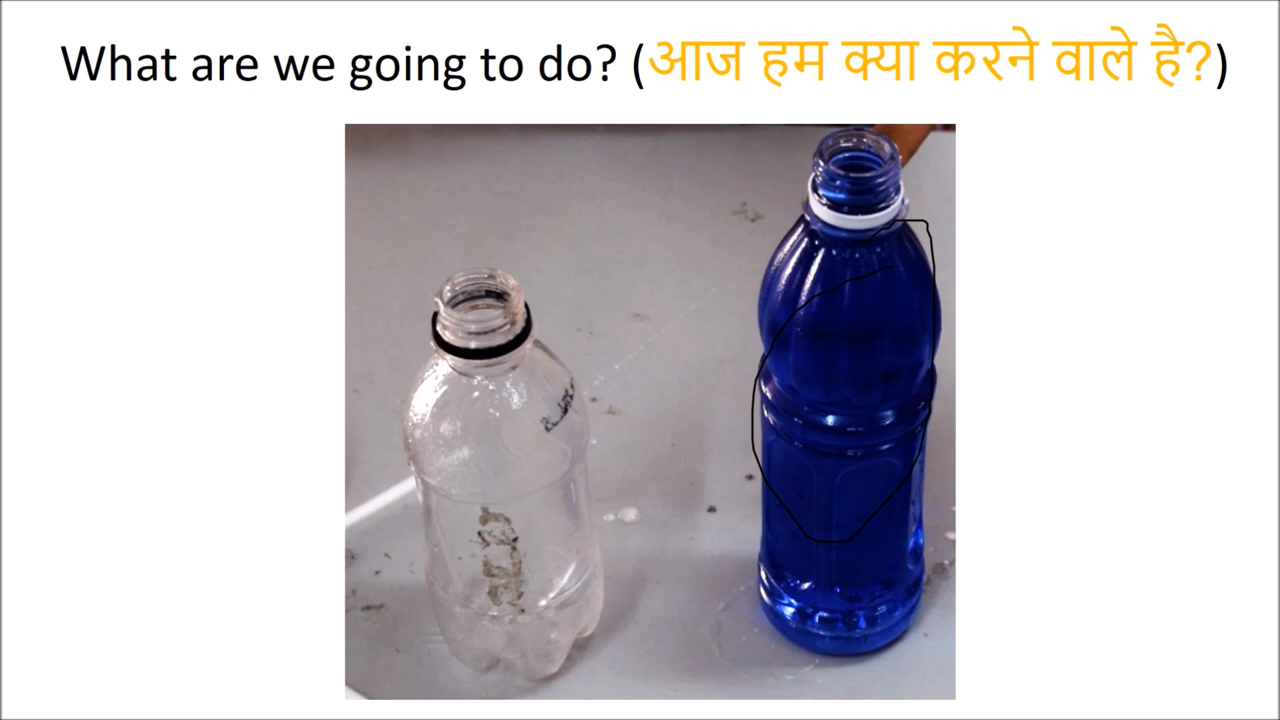 What are we going to do? (आज हम क्या करने वाले है?)